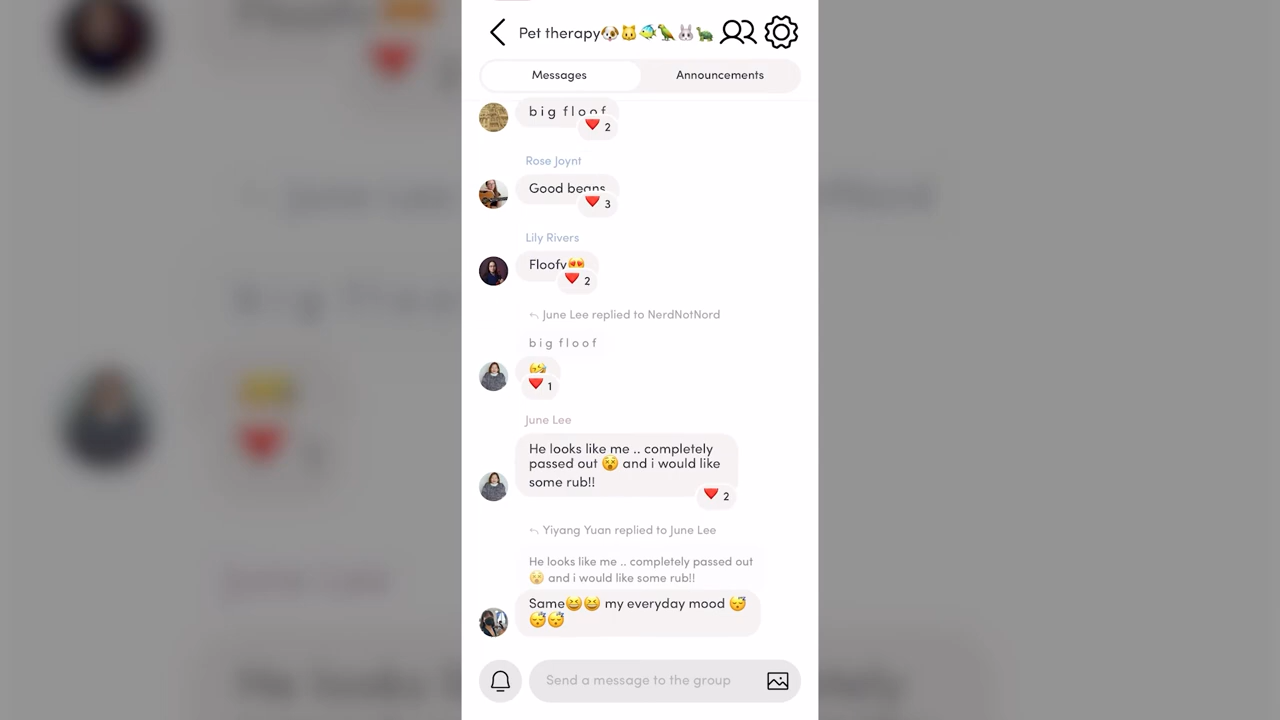 Pet therapy🐶🐱🐠🦜🐰🐢
Messages
Announcements
b i g f l o o f
❤️ 2
Rose Joynt
Good beans
❤️ 3
Lily Rivers
Floofy
❤️ 2
June Lee replied to NerdNotNord
b i g f l o o f
❤️ 1
June Lee
He looks like me .. completely
passed out 😵 and i would like
some rub!!
❤️ 2
Yiyang Yuan replied to June Lee
He looks like me .. completely passed out
😵 and i would like some rub!!
Same😆😆 my everyday mood 😴
😴😴
Send a message to the group